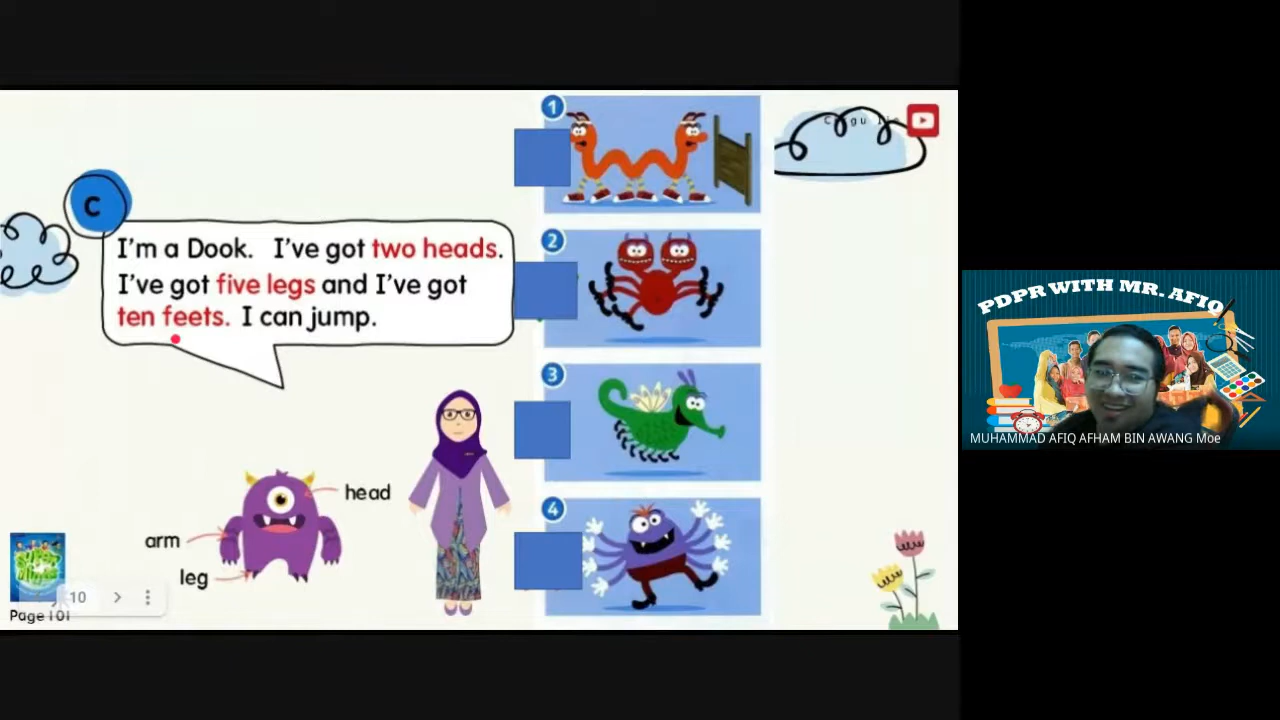 1
C
I'm a Dook. I've got two heads.
I've got five legs and I've got
ten feets. I can jump.
2
3
4
head
arm
leg
10
Page 101
PDPR WITH MR. AFIQ
MUHAMMAD AFIQ AFHAM BIN AWANG Moe